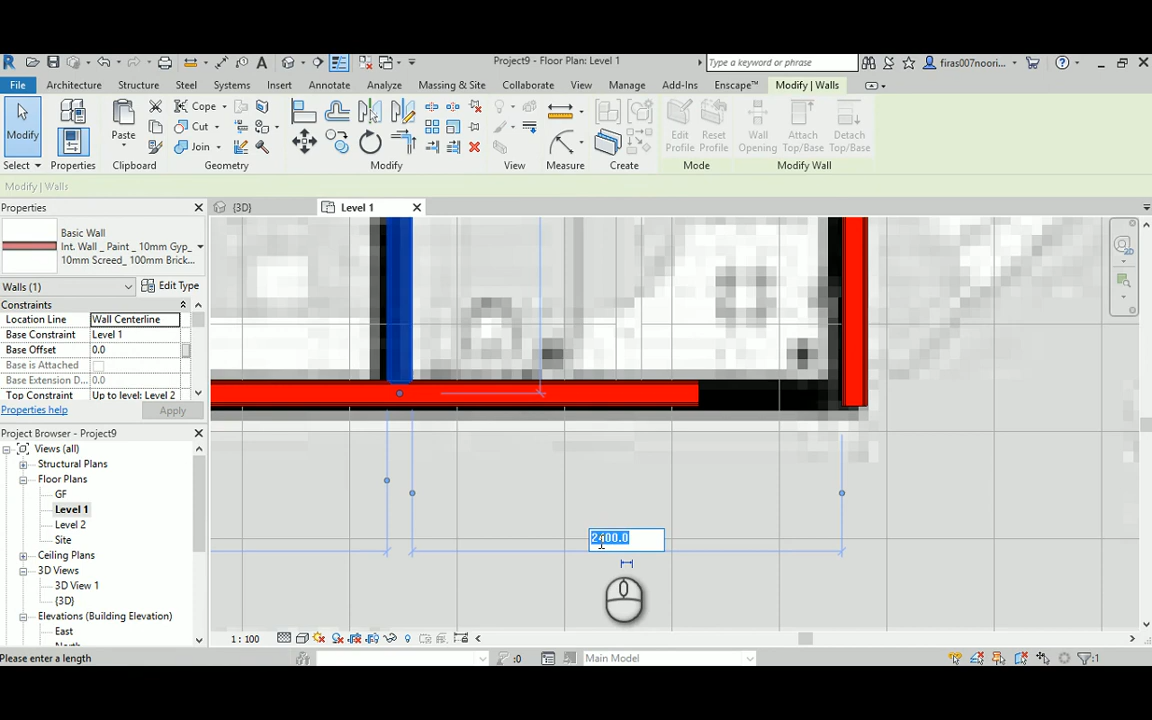 Project9 - Floor Plan: Level 1
Type a keyword or phrase
firas007noori...
File
Architecture
Structure
Steel
Systems
Insert
Annotate
Analyze
Massing & Site
Collaborate
View
Manage
Add-Ins
Enscape™
Modify | Walls
Modify
Paste
Cope
Cut
Join
Edit
Profile
Reset
Profile
Wall
Opening
Attach
Top/Base
Detach
Top/Base
Select
Properties
Clipboard
Geometry
Modify
View
Measure
Create
Mode
Modify Wall
Modify | Walls
Properties
{3D}
Level 1
Basic Wall
Int. Wall _ Paint _ 10mm Gyp_
10mm Screed_ 100mm Brick...
Walls (1)
Edit Type
Constraints
Location Line
Wall Centerline
Base Constraint
Level 1
Base Offset
0.0
Base is Attached
Base Extension D...
0.0
Top Constraint
Up to level: Level 2
Properties help
Apply
Project Browser - Project9
Views (all)
Structural Plans
Floor Plans
GF
Level 1
Level 2
Site
Ceiling Plans
3D Views
3D View 1
{3D}
Elevations (Building Elevation)
East
2400.0
1 : 100
Please enter a length
:0
Main Model
:1